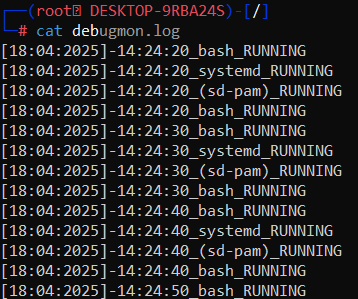 ┌──(root㉿ DESKTOP-9RBA24S)-[/]
└─# cat debugmon.log
[18:04:2025]-14:24:20_bash_RUNNING
[18:04:2025]-14:24:20_systemd_RUNNING
[18:04:2025]-14:24:20_(sd-pam)_RUNNING
[18:04:2025]-14:24:20_bash_RUNNING
[18:04:2025]-14:24:30_bash_RUNNING
[18:04:2025]-14:24:30_systemd_RUNNING
[18:04:2025]-14:24:30_(sd-pam)_RUNNING
[18:04:2025]-14:24:30_bash_RUNNING
[18:04:2025]-14:24:40_bash_RUNNING
[18:04:2025]-14:24:40_systemd_RUNNING
[18:04:2025]-14:24:40_(sd-pam)_RUNNING
[18:04:2025]-14:24:40_bash_RUNNING
[18:04:2025]-14:24:50_bash_RUNNING